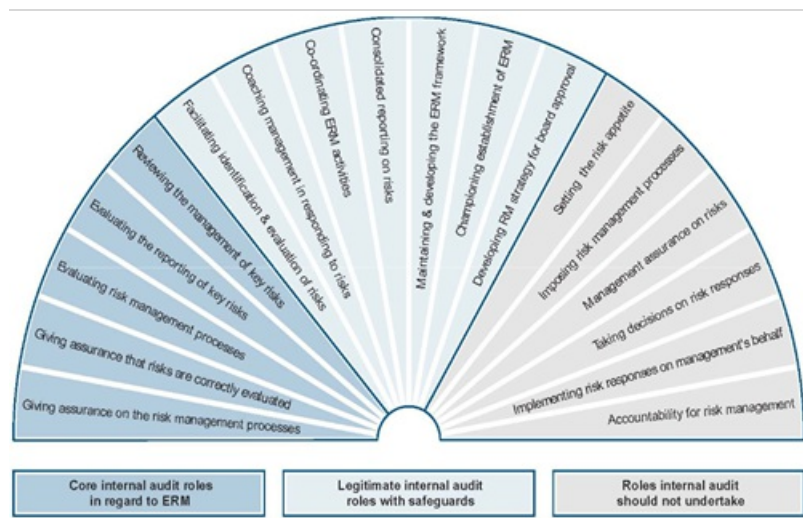 Giving assurance on the risk management processes
Giving assurance that risks are correctly evaluated
Evaluating risk management processes
Evaluating the reporting of key risks
Reviewing the management of key risks
Facilitating identification & evaluation of risks
Coaching management in responding to risks
Co-ordinating ERM activities
Consolidated reporting on risks
Maintaining & developing the ERM framework
Championing establishment of ERM
Developing RM strategy for board approval
Setting the risk appetite
Imposing risk management processes
Management assurance on risks
Taking decisions on risk responses
Implementing risk responses on management's behalf
Accountability for risk management
Core internal audit roles
in regard to ERM
Legitimate internal audit
roles with safeguards
Roles internal audit
should not undertake